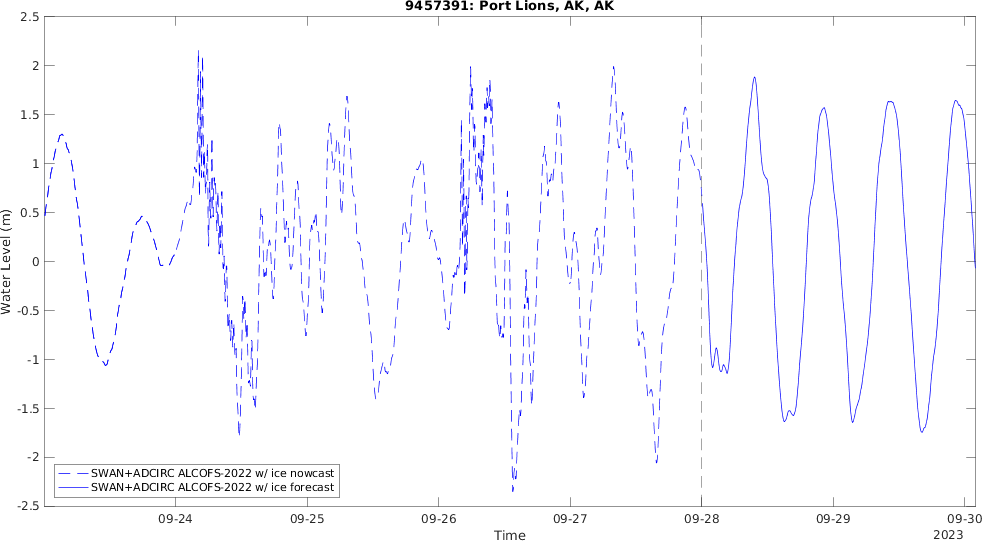 9457391: Port Lions, AK, AK
2.5
2
1.5
1
0.5
0
-0.5
-1
-1.5
-2
-2.5
Water Level (m)
SWAN+ADCIRC ALCOFS-2022 w/ ice nowcast
SWAN+ADCIRC ALCOFS-2022 w/ ice forecast
09-24 09-25 09-26 09-27 09-28 09-29 09-30
Time
2023